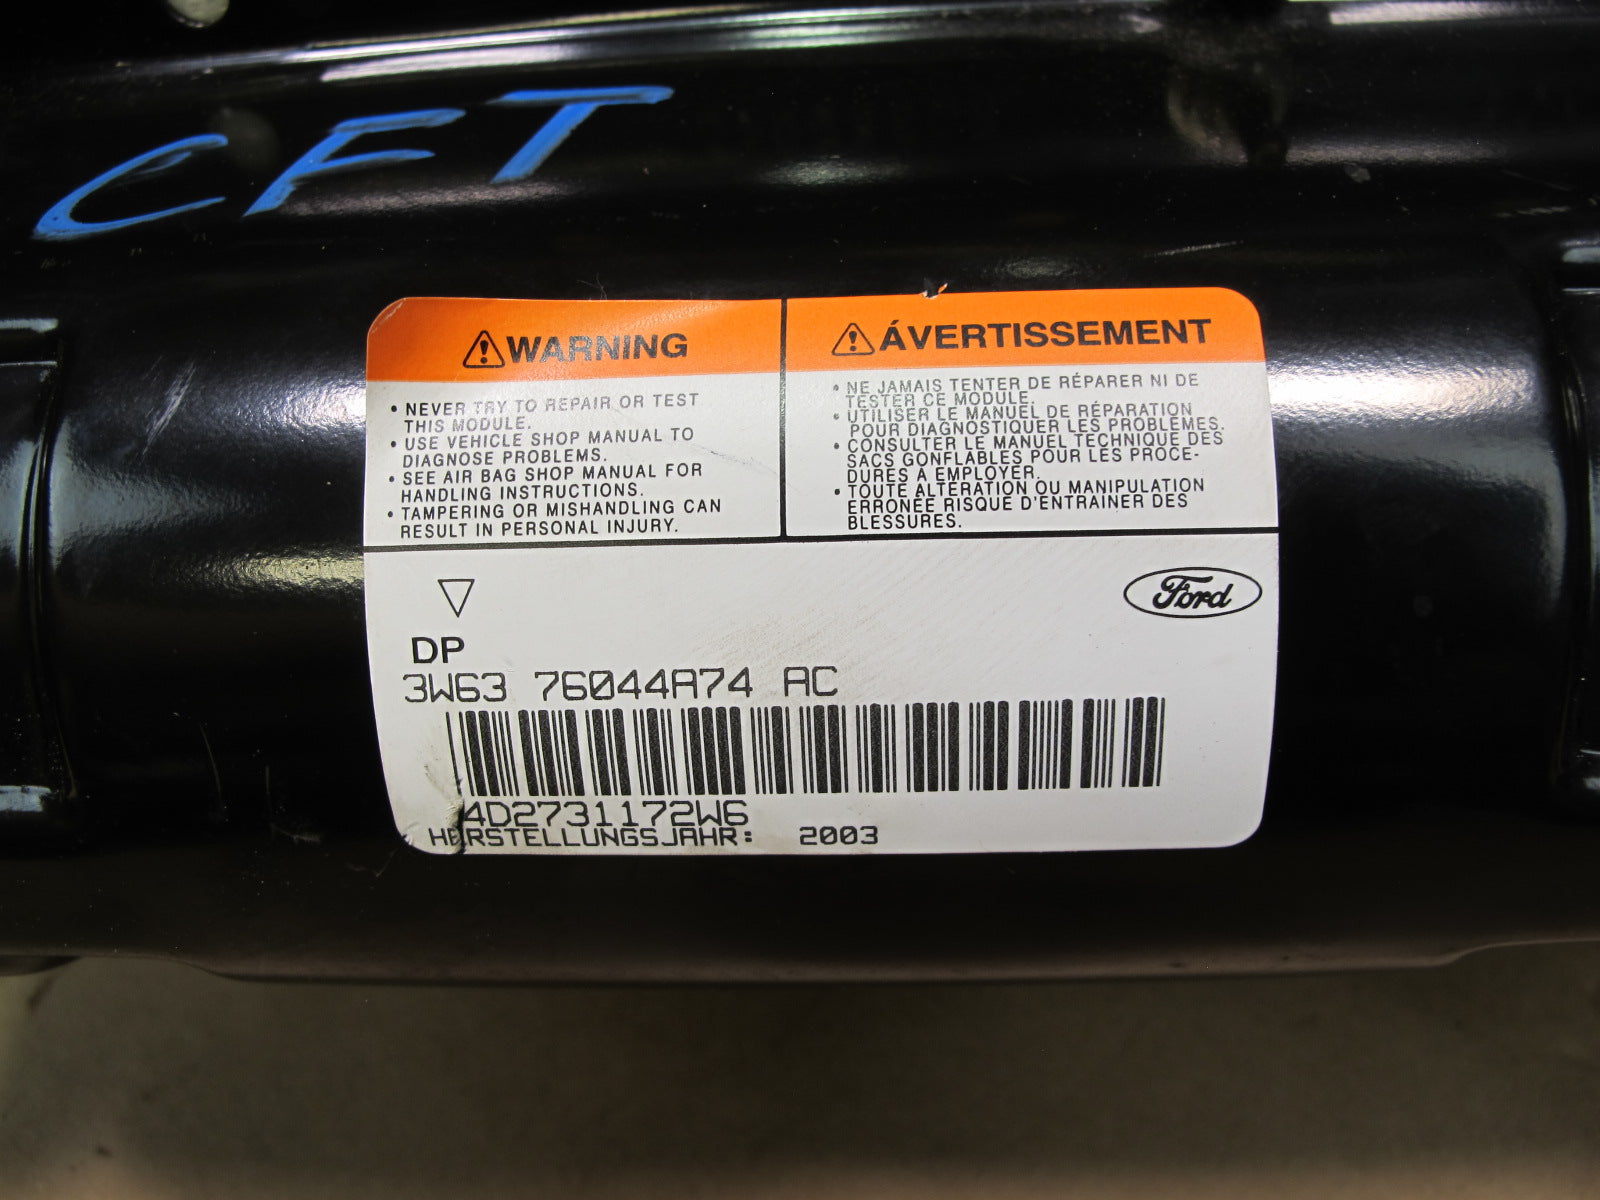 CFT
WARNING
• NEVER TRY TO REPAIR OR TEST
THIS MODULE.
• USE VEHICLE SHOP MANUAL TO
DIAGNOSE PROBLEMS.
• SEE AIR BAG SHOP MANUAL FOR
HANDLING INSTRUCTIONS.
• TAMPERING OR MISHANDLING CAN
RESULT IN PERSONAL INJURY.
ÁVERTISSEMENT
• NE JAMAIS TENTER DE RÉPARER NI DE
TESTER CE MODULE.
• UTILISER LE MANUEL DE RÉPARATION
POUR DIAGNOSTIQUER LES PROBLÈMES.
• CONSULTER LE MANUEL TECHNIQUE DES
SACS GONFLABLES POUR LES PROCE-
DURES A EMPLOYER.
• TOUTE ALTERATION OU MANIPULATION
ERRONÉE RISQUE D'ENTRAINER DES
BLESSURES.
Ford
DP
3W63 76044A74 AC
4D2731172W6
HERSTELLUNGSJAHR: 2003